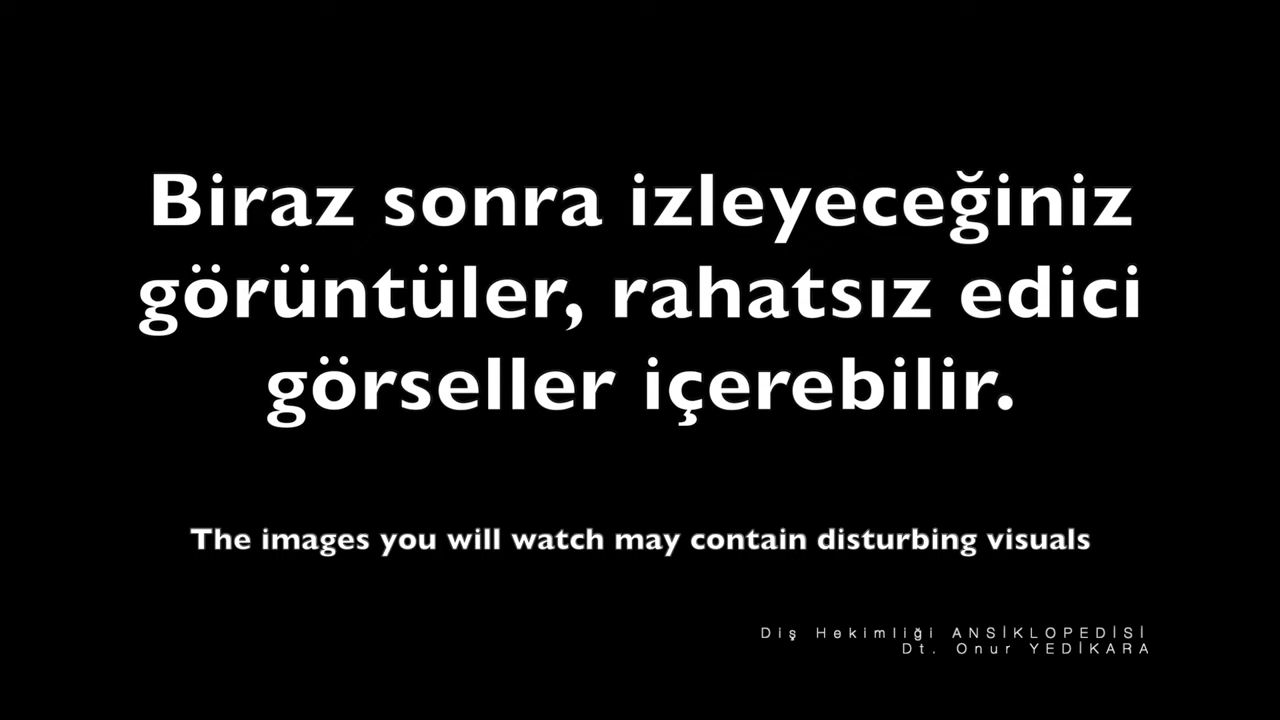 Biraz sonra izleyeceğiniz
görüntüler, rahatsız edici
görseller içerebilir.
The images you will watch may contain disturbing visuals
Diş Hekimliği ANSİKLOPEDİSİ
Dt. Onur YEDİKARA